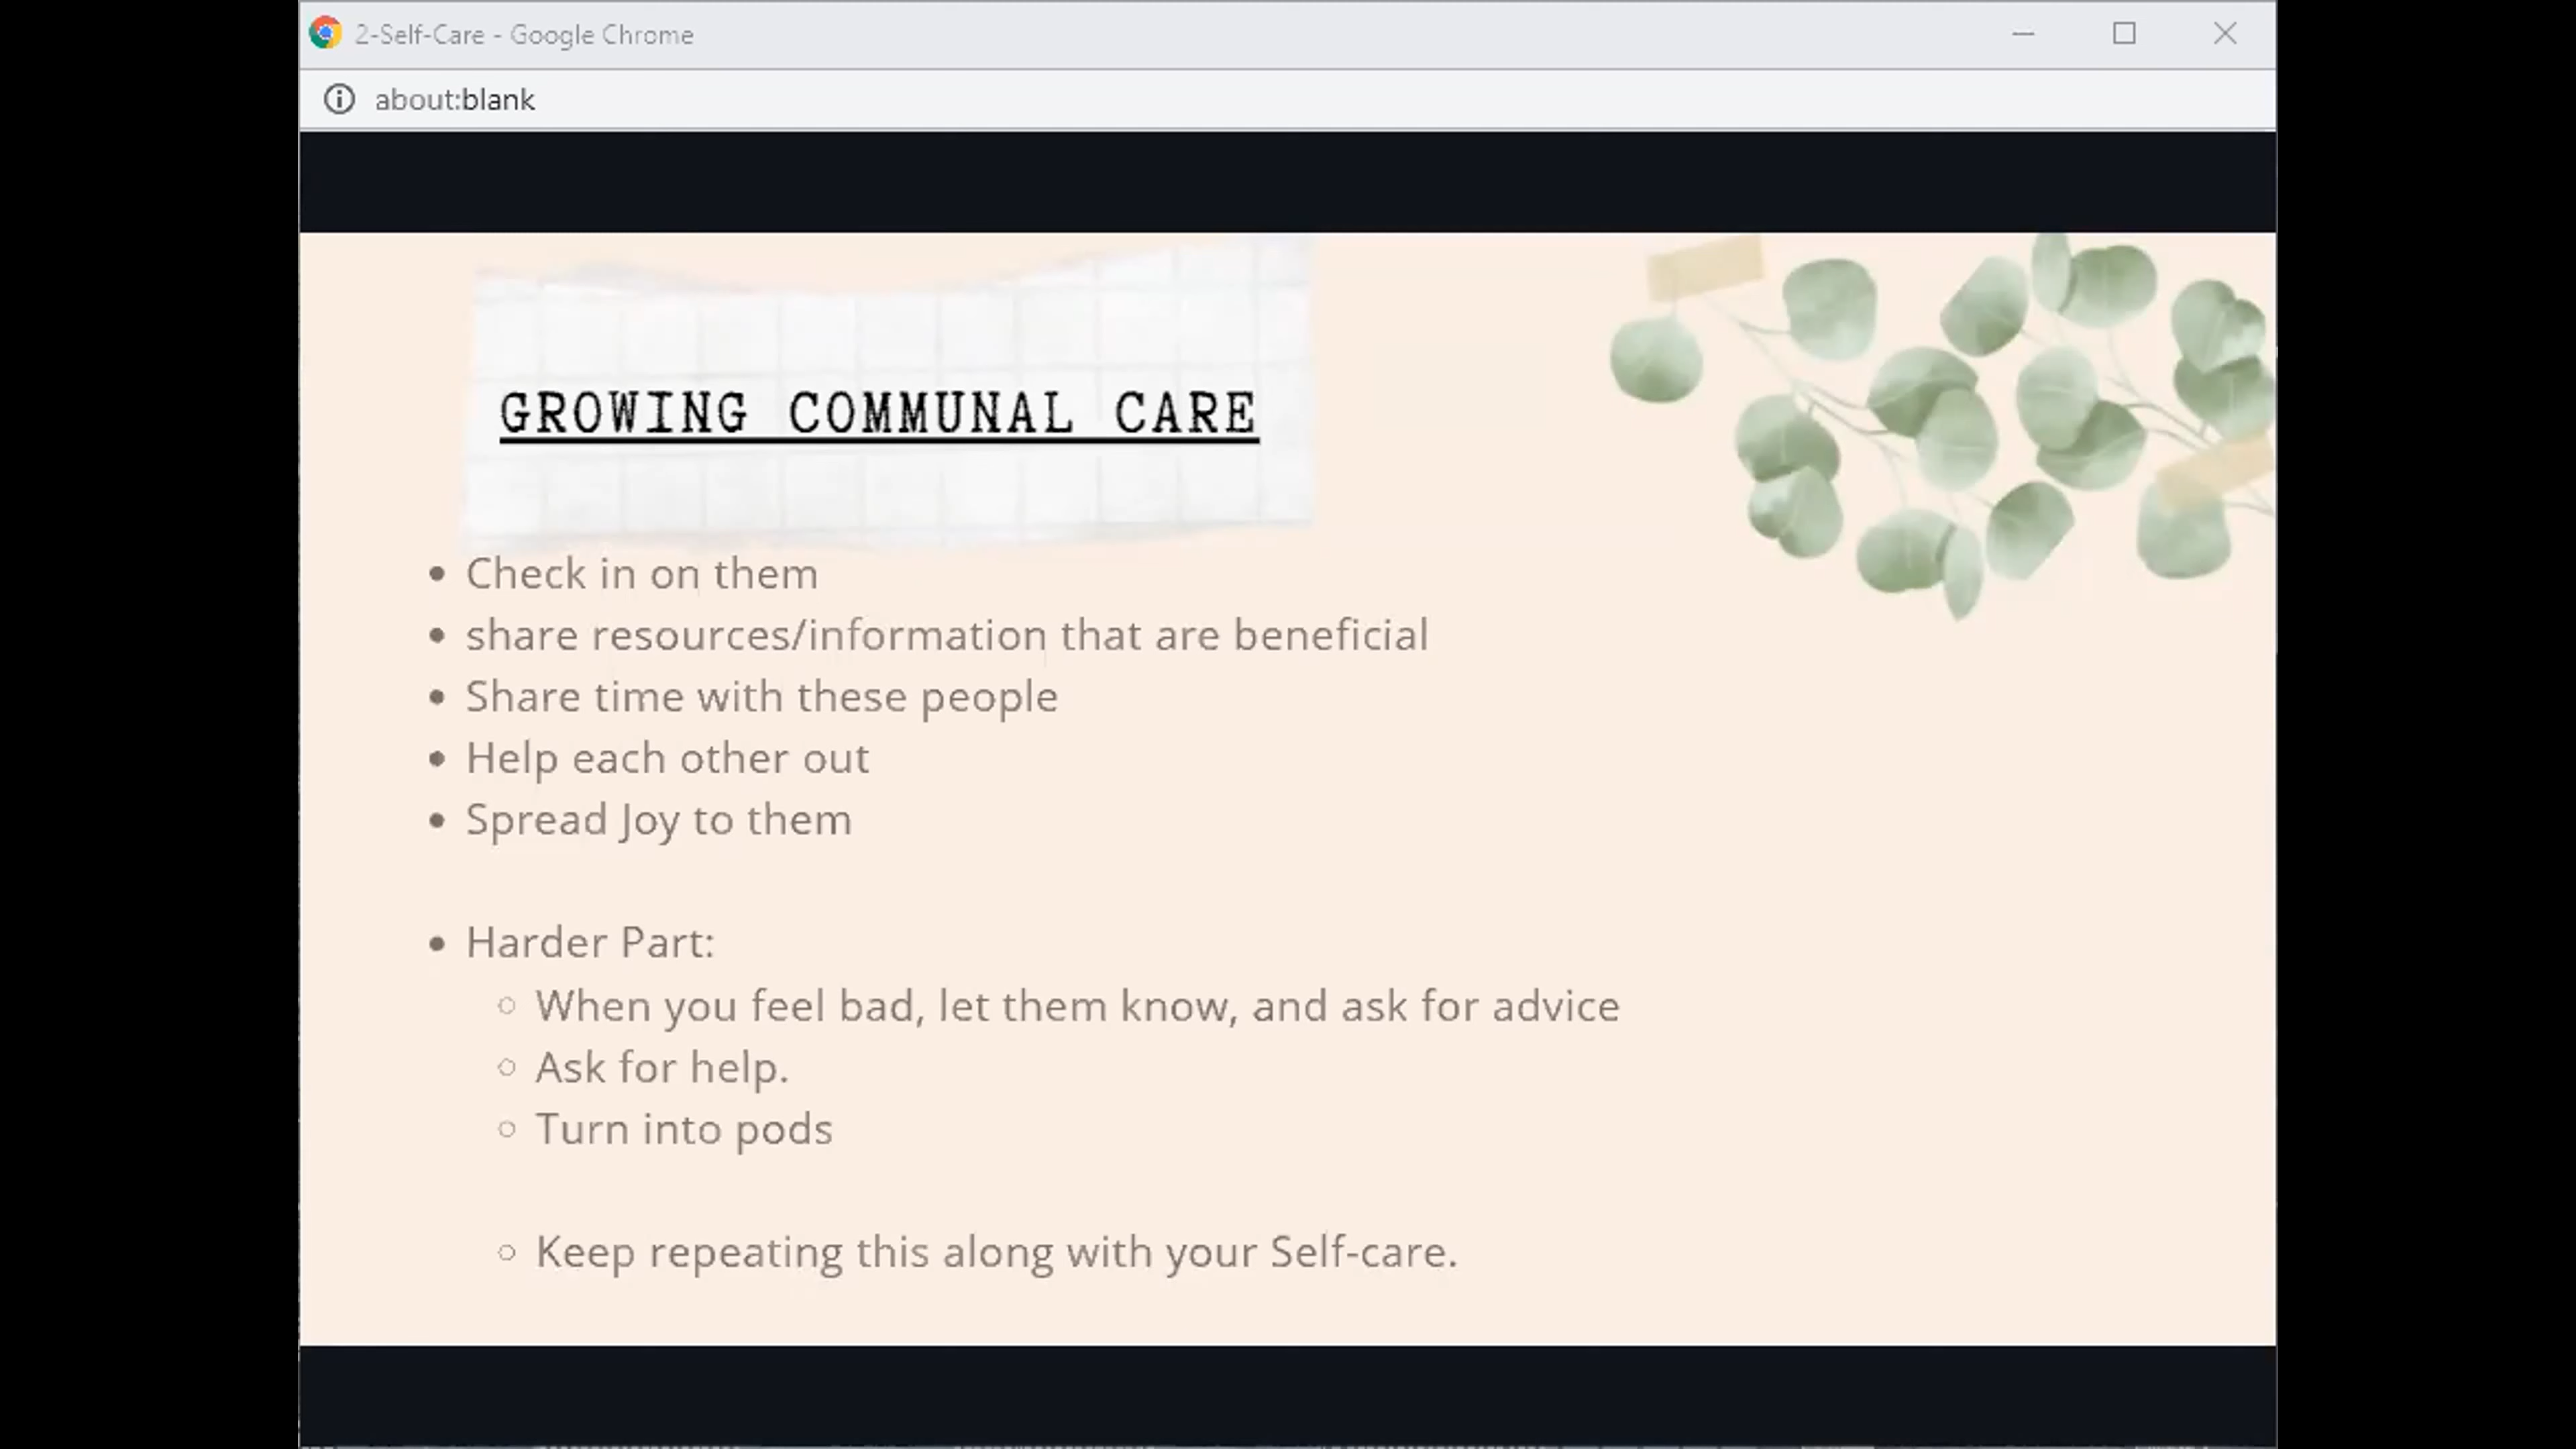 2-Self-Care - Google Chrome
about:blank
GROWING COMMUNAL CARE
• Check in on them
• share resources/information that are beneficial
• Share time with these people
• Help each other out
• Spread Joy to them
• Harder Part:
○ When you feel bad, let them know, and ask for advice
○ Ask for help.
○ Turn into pods
○ Keep repeating this along with your Self-care.